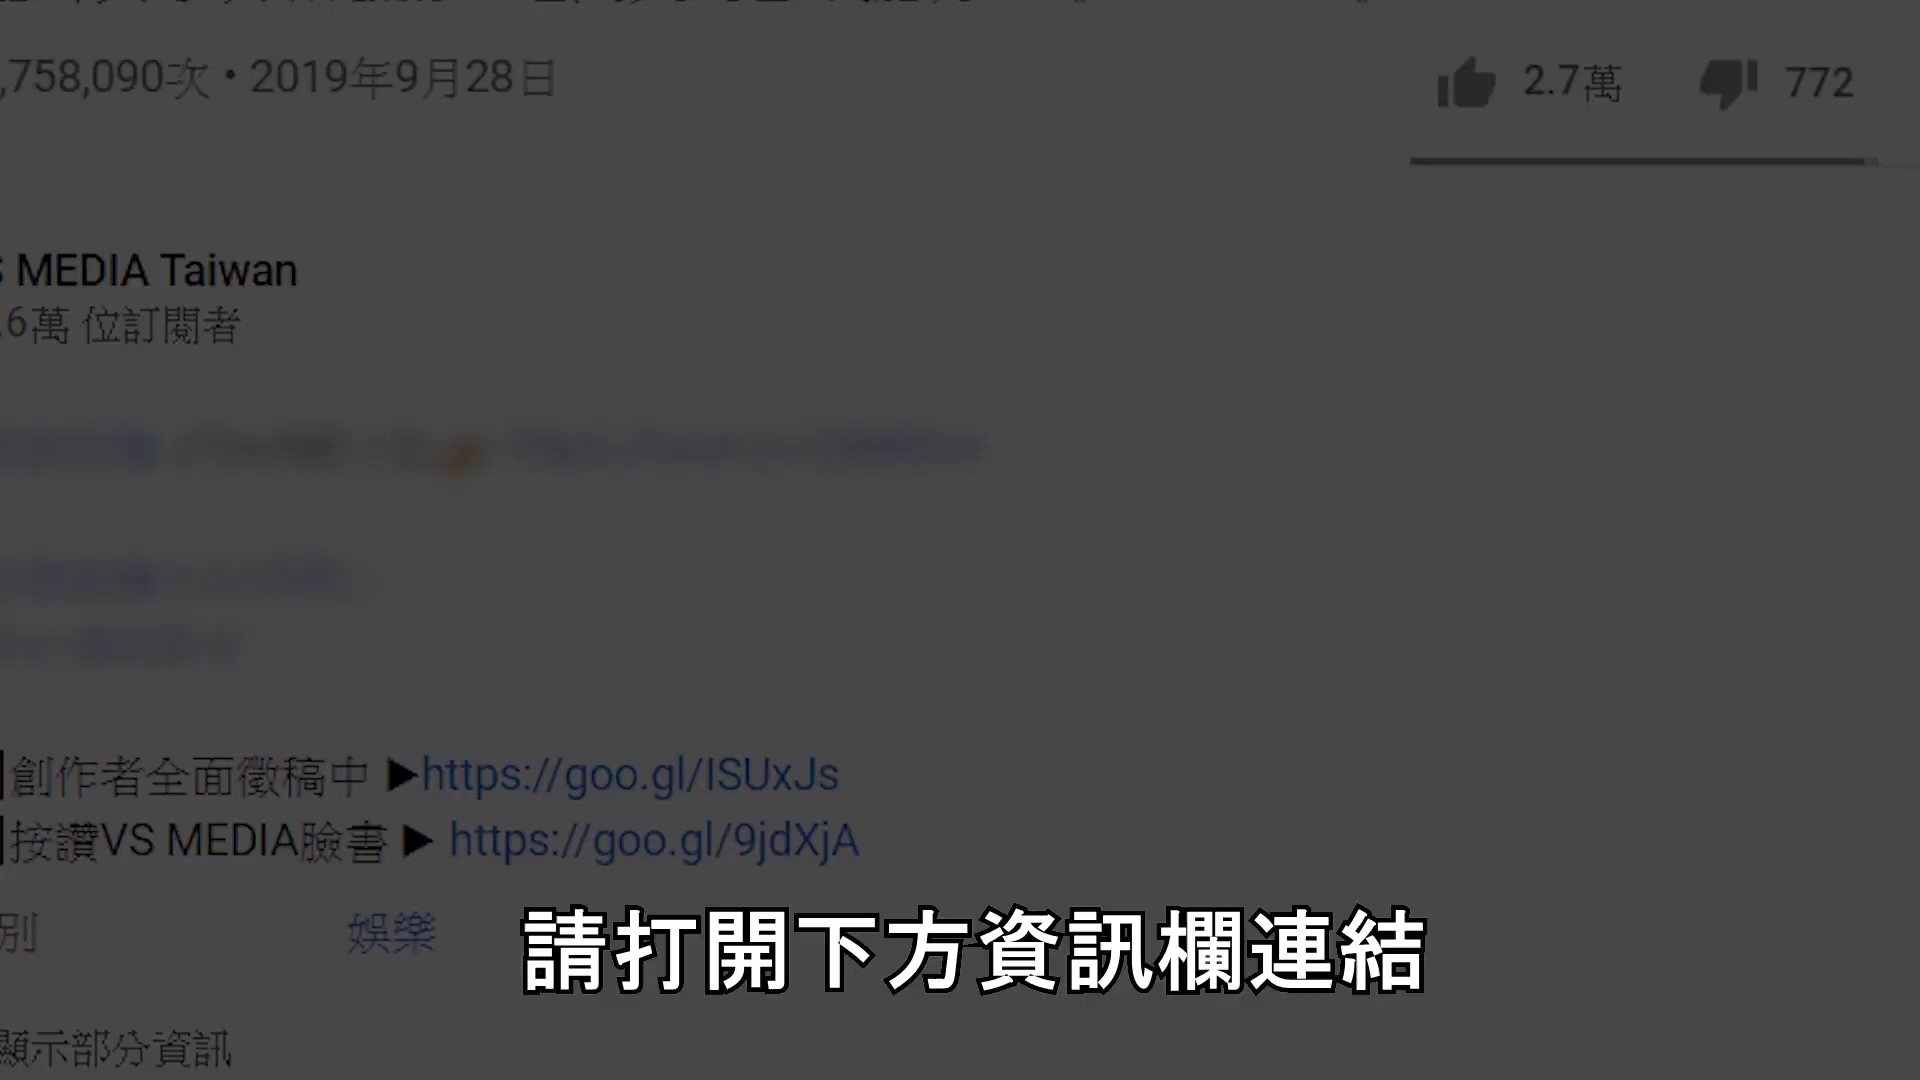 ,758,090次 • 2019年9月28日
2.7萬 772
MEDIA Taiwan
.6萬 位訂閱者
創作者全面徵稿中 ▶https://goo.gl/ISUxJs
按讚VS MEDIA臉書 ▶ https://goo.gl/9jdXjA
別 娛樂
請打開下方資訊欄連結
顯示部分資訊